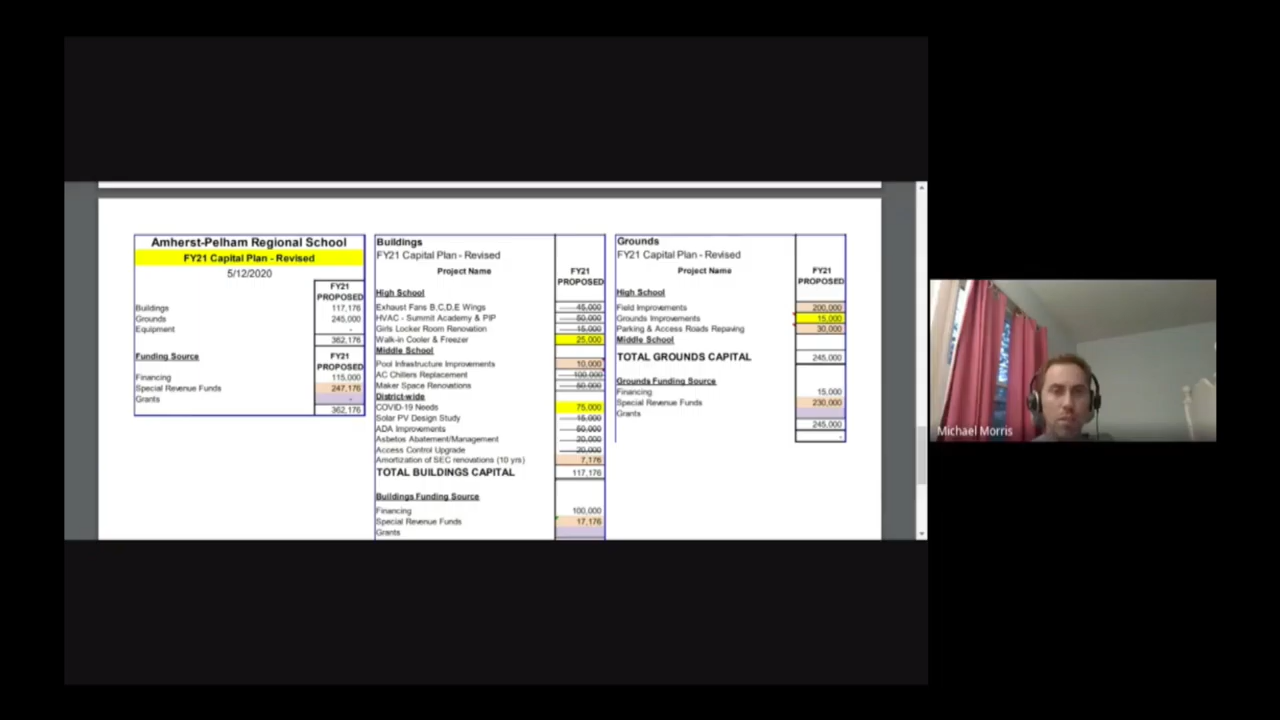 Amherst-Pelham Regional School
FY21 Capital Plan - Revised
5/12/2020
FY21
PROPOSED
Buildings 117,176
Grounds 245,000
Equipment -
362,176
Funding Source FY21
PROPOSED
Financing 115,000
Special Revenue Funds 247,176
Grants -
362,176
Buildings
FY21 Capital Plan - Revised
Project Name FY21
PROPOSED
High School
Exhaust Fans B,C,D,E Wings 45,000
HVAC - Summit Academy & PIP 50,000
Girls Locker Room Renovation 15,000
Walk-in Cooler & Freezer 25,000
Middle School
Pool Infrastructure Improvements 10,000
AC Chillers Replacement 100,000
Maker Space Renovations 50,000
District-wide
COVID-19 Needs 75,000
Solar PV Design Study 15,000
ADA Improvements 50,000
Asbetos Abatement/Management 20,000
Access Control Upgrade 20,000
Amortization of SEC renovations (10 yrs) 7,176
TOTAL BUILDINGS CAPITAL 117,176
Buildings Funding Source
Financing 100,000
Special Revenue Funds 17,176
Grants
Grounds
FY21 Capital Plan - Revised
Project Name FY21
PROPOSED
High School
Field Improvements 200,000
Grounds Improvements 15,000
Parking & Access Roads Repaving 30,000
Middle School
TOTAL GROUNDS CAPITAL 245,000
Grounds Funding Source
Financing 15,000
Special Revenue Funds 230,000
Grants
245,000
-
Michael Morris